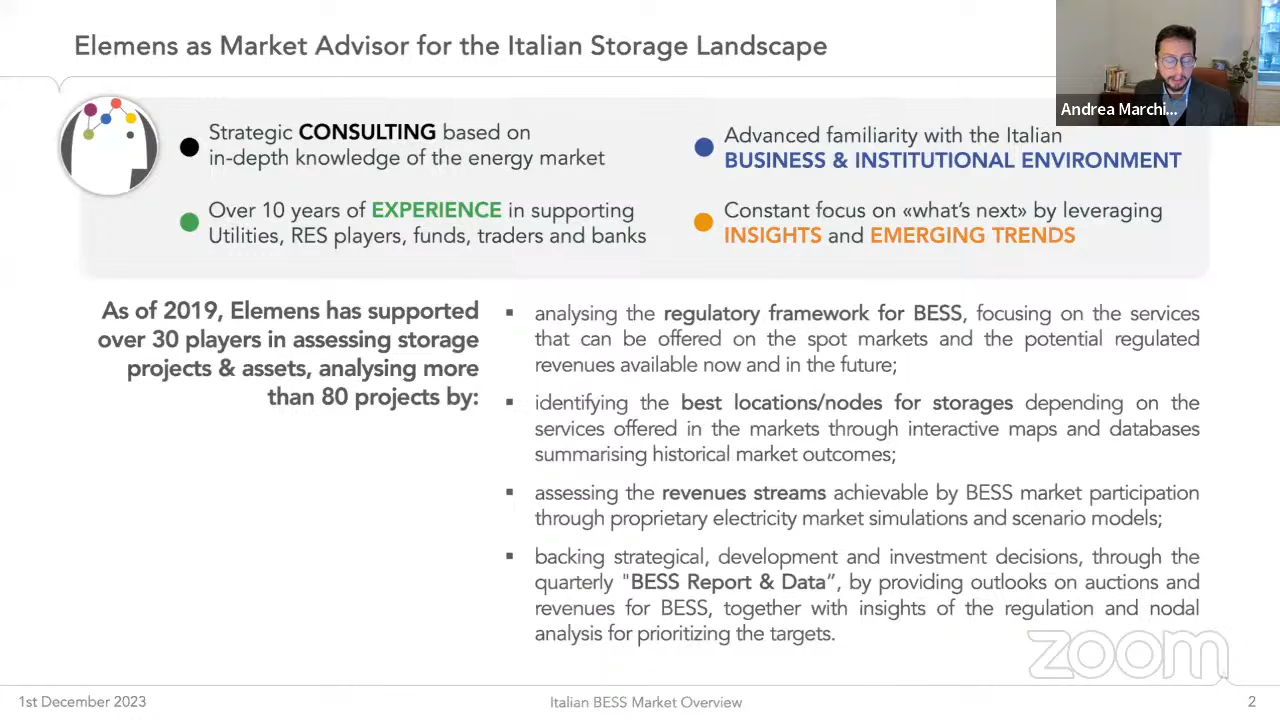 Elemens as Market Advisor for the Italian Storage Landscape
Andrea Marchi...
Strategic CONSULTING based on
in-depth knowledge of the energy market
Over 10 years of EXPERIENCE in supporting
Utilities, RES players, funds, traders and banks
Advanced familiarity with the Italian
BUSINESS & INSTITUTIONAL ENVIRONMENT
Constant focus on «what's next» by leveraging
INSIGHTS and EMERGING TRENDS
As of 2019, Elemens has supported
over 30 players in assessing storage
projects & assets, analysing more
than 80 projects by:
▪ analysing the regulatory framework for BESS, focusing on the services
that can be offered on the spot markets and the potential regulated
revenues available now and in the future;
▪ identifying the best locations/nodes for storages depending on the
services offered in the markets through interactive maps and databases
summarising historical market outcomes;
▪ assessing the revenues streams achievable by BESS market participation
through proprietary electricity market simulations and scenario models;
▪ backing strategical, development and investment decisions, through the
quarterly "BESS Report & Data”, by providing outlooks on auctions and
revenues for BESS, together with insights of the regulation and nodal
analysis for prioritizing the targets.
zoom
1st December 2023
Italian BESS Market Overview
2